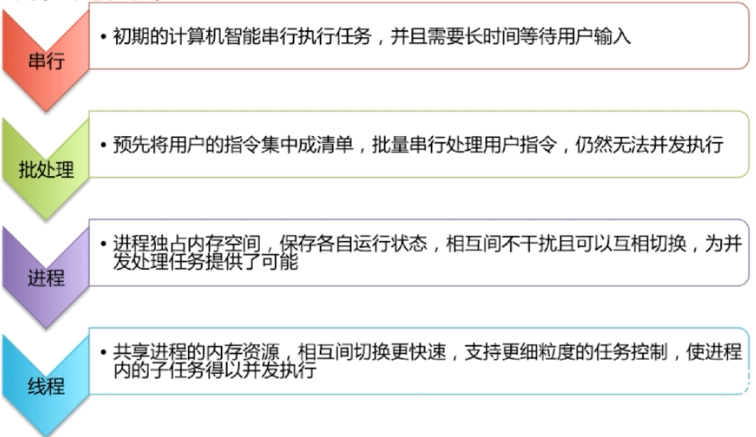 串行
• 初期的计算机智能串行执行任务，并且需要长时间等待用户输入
批处理
• 预先将用户的指令集中成清单，批量串行处理用户指令，仍然无法并发执行
进程
• 进程独占内存空间，保存各自运行状态，相互间不干扰且可以互相切换，为并
发处理任务提供了可能
线程
• 共享进程的内存资源，相互间切换更快速，支持更细粒度的任务控制，使进程
内的子任务得以并发执行